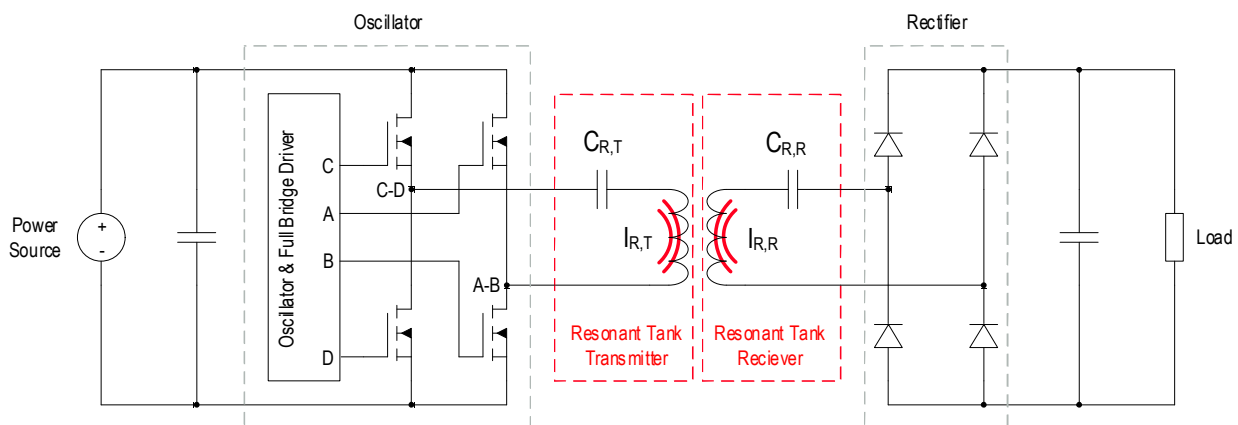 Oscillator
Rectifier
Power
Source
+
-
Oscillator & Full Bridge Driver
C
A
B
D
C-D
A-B
CR,T
IR,T
Resonant Tank
Transmitter
CR,R
IR,R
Resonant Tank
Reciever
Load